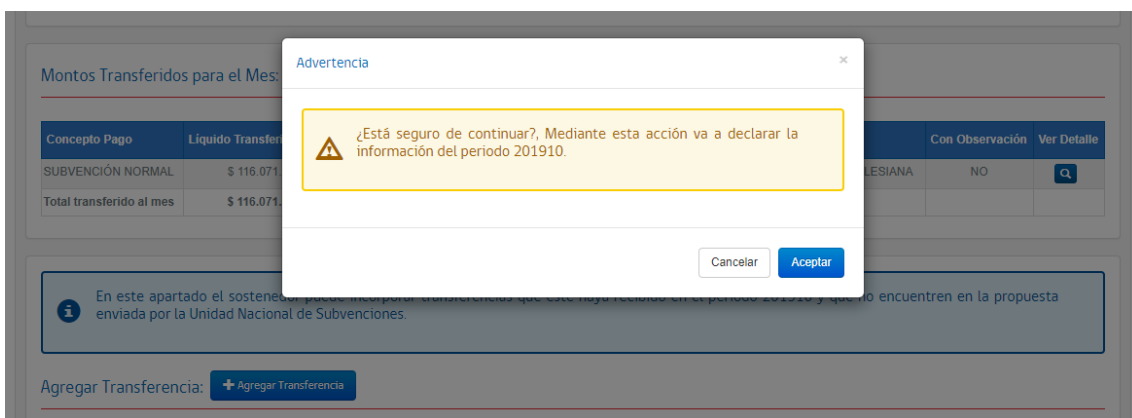 Montos Transferidos para el Mes:
Advertencia
×
¿Está seguro de continuar?, Mediante esta acción va a declarar la
información del periodo 201910.
Cancelar Aceptar
Concepto Pago Líquido Con Observación Ver Detalle
SUBVENCIÓN NORMAL $ 116.071. NO
Total transferido al mes $ 116.071.
En este apartado el sostenedor puede incorporar transferencias que este haya recibido en el periodo 201910 y que no encuentren en la propuesta
enviada por la Unidad Nacional de Subvenciones.
Agregar Transferencia: + Agregar Transferencia